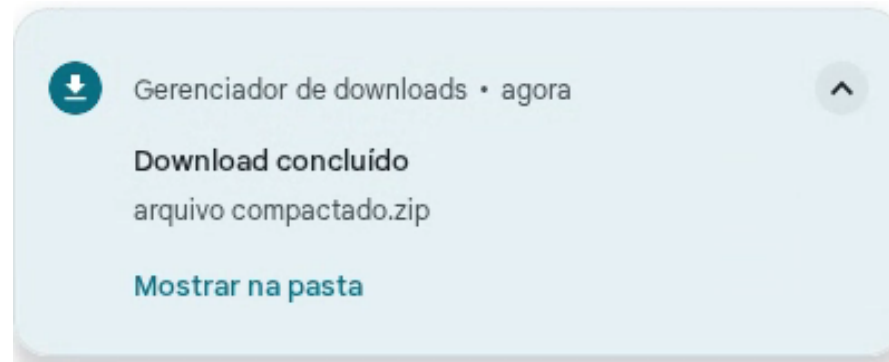 Gerenciador de downloads • agora
Download concluído
arquivo compactado.zip
Mostrar na pasta